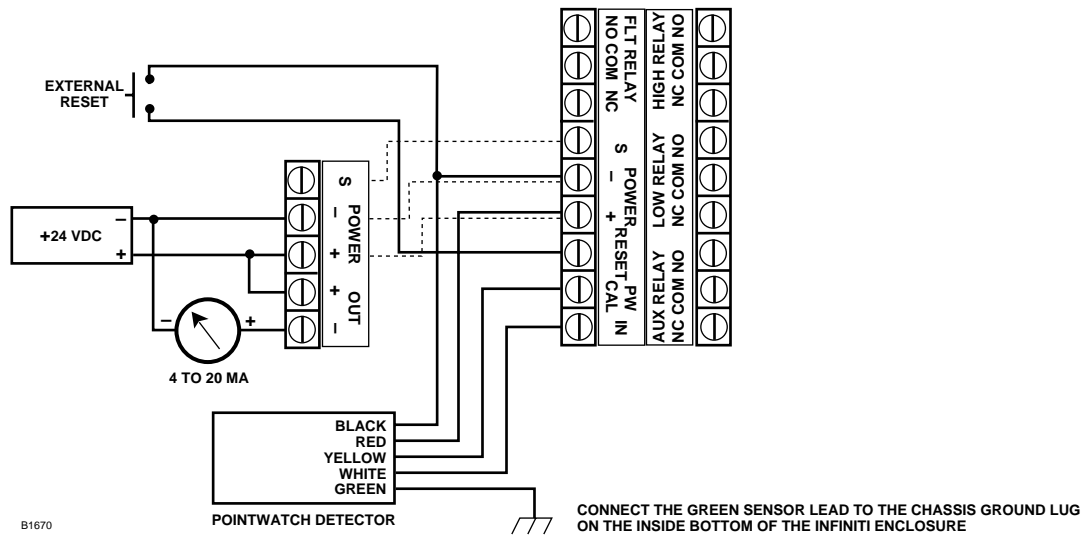 EXTERNAL
RESET
+24 VDC
–
+
–
+
4 TO 20 MA
S
– POWER +
+ OUT –
FLT RELAY
NO COM NC
S
– POWER +
RESET
CAL
PW IN
HIGH RELAY
NC COM NO
LOW RELAY
NC COM NO
AUX RELAY
NC COM NO
BLACK
RED
YELLOW
WHITE
GREEN
POINTWATCH DETECTOR
CONNECT THE GREEN SENSOR LEAD TO THE CHASSIS GROUND LUG
ON THE INSIDE BOTTOM OF THE INFINITI ENCLOSURE
B1670